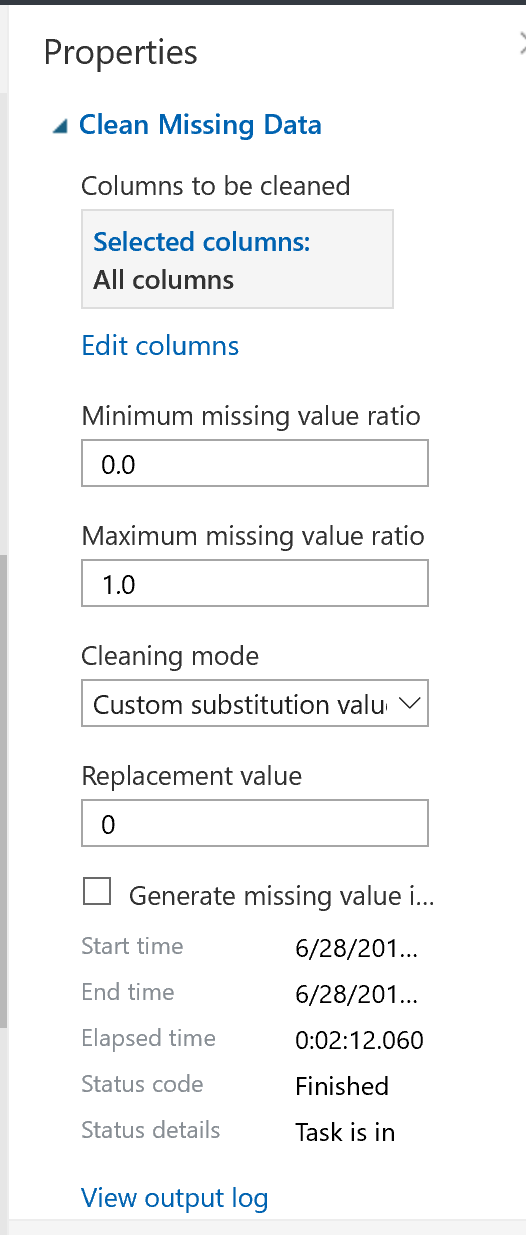 Properties
Clean Missing Data
Columns to be cleaned
Selected columns:
All columns
Edit columns
Minimum missing value ratio
0.0
Maximum missing value ratio
1.0
Cleaning mode
Custom substitution valu
Replacement value
0
Generate missing value i...
Start time 6/28/201...
End time 6/28/201...
Elapsed time 0:02:12.060
Status code Finished
Status details Task is in
View output log